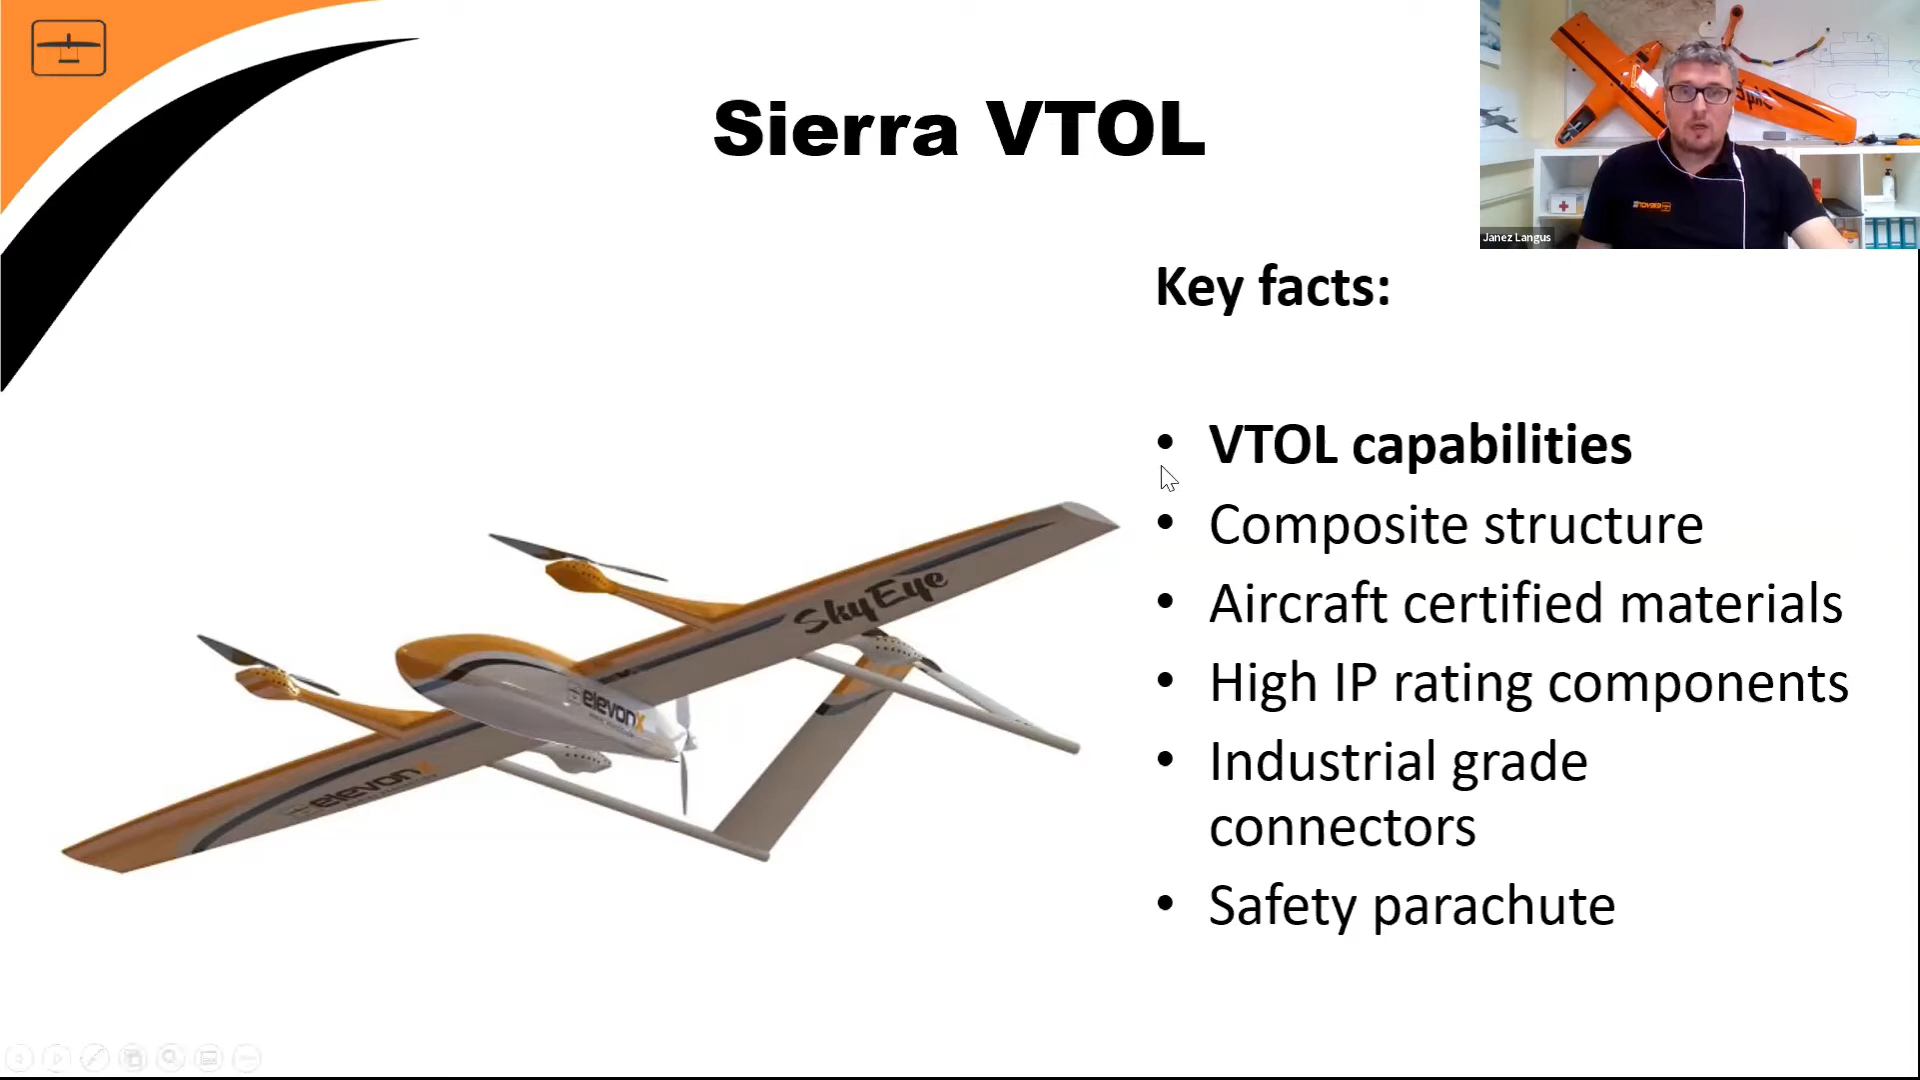 Sierra VTOL
Janez Langus
Key facts:
• VTOL capabilities
• Composite structure
• Aircraft certified materials
• High IP rating components
• Industrial grade
connectors
• Safety parachute
SkyEye
elevonx
elevonx